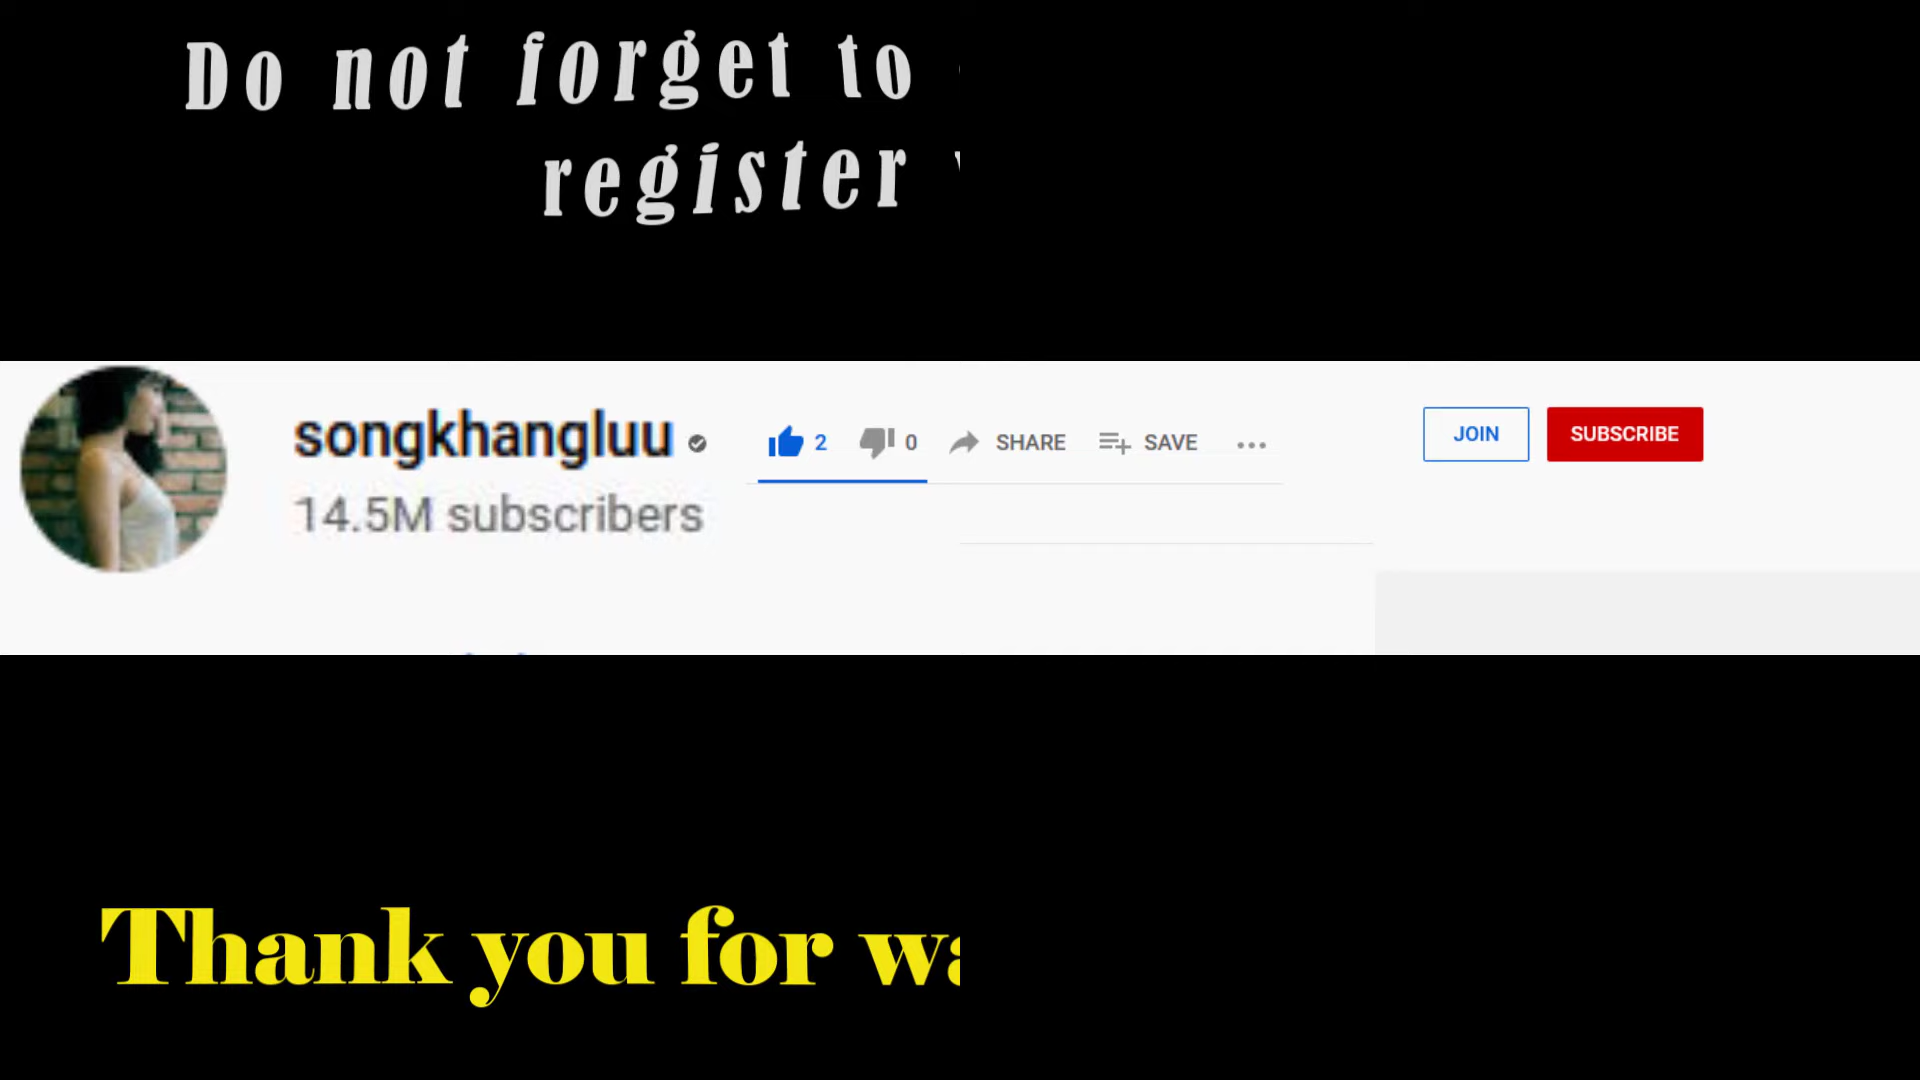 Do not forget to
register
songkhangluu
14.5M subscribers
2 0 SHARE SAVE
JOIN SUBSCRIBE
Thank you for